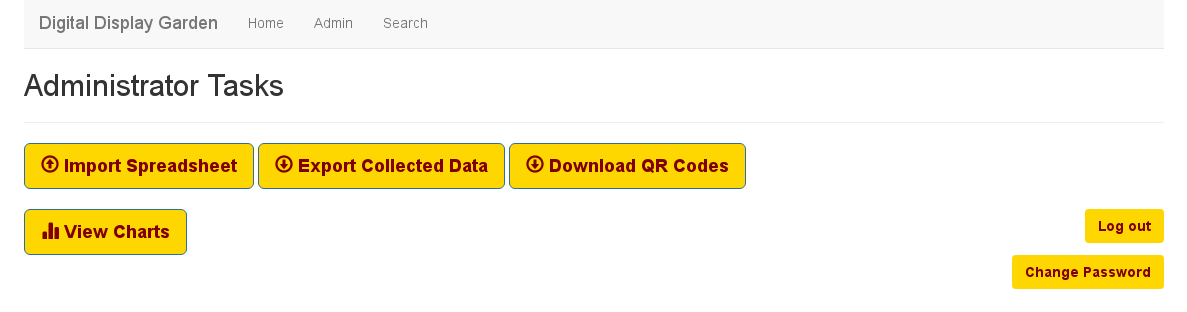 Digital Display Garden Home Admin Search
Administrator Tasks
Import Spreadsheet Export Collected Data Download QR Codes
View Charts Log out
Change Password